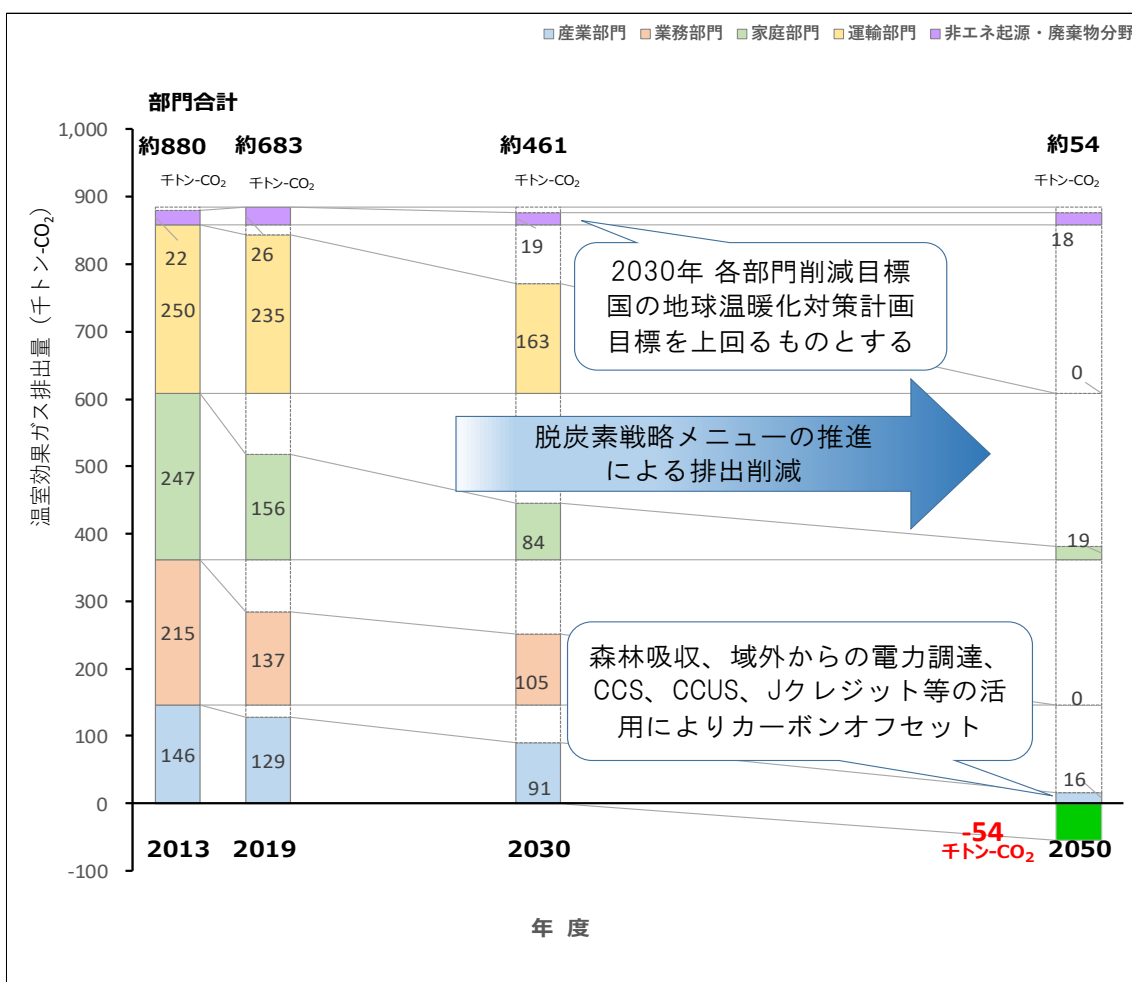 産業部門 業務部門 家庭部門 運輸部門 非エネ起源・廃棄物分野
部門合計
約880 約683 約461 約54
千トン-CO₂ 千トン-CO₂ 千トン-CO₂ 千トン-CO₂
温室効果ガス排出量（千トン-CO₂）
1,000
900
800
700
600
500
400
300
200
100
0
-100
22 26 19 18
250 235 163 0
247 156 84 19
215 137 105 0
146 129 91 16
2030年 各部門削減目標
国の地球温暖化対策計画
目標を上回るものとする
脱炭素戦略メニューの推進
による排出削減
森林吸収、域外からの電力調達、
CCS、CCUS、Jクレジット等の活
用によりカーボンオフセット
-54
千トン-CO₂
2013 2019 2030 2050
年 度